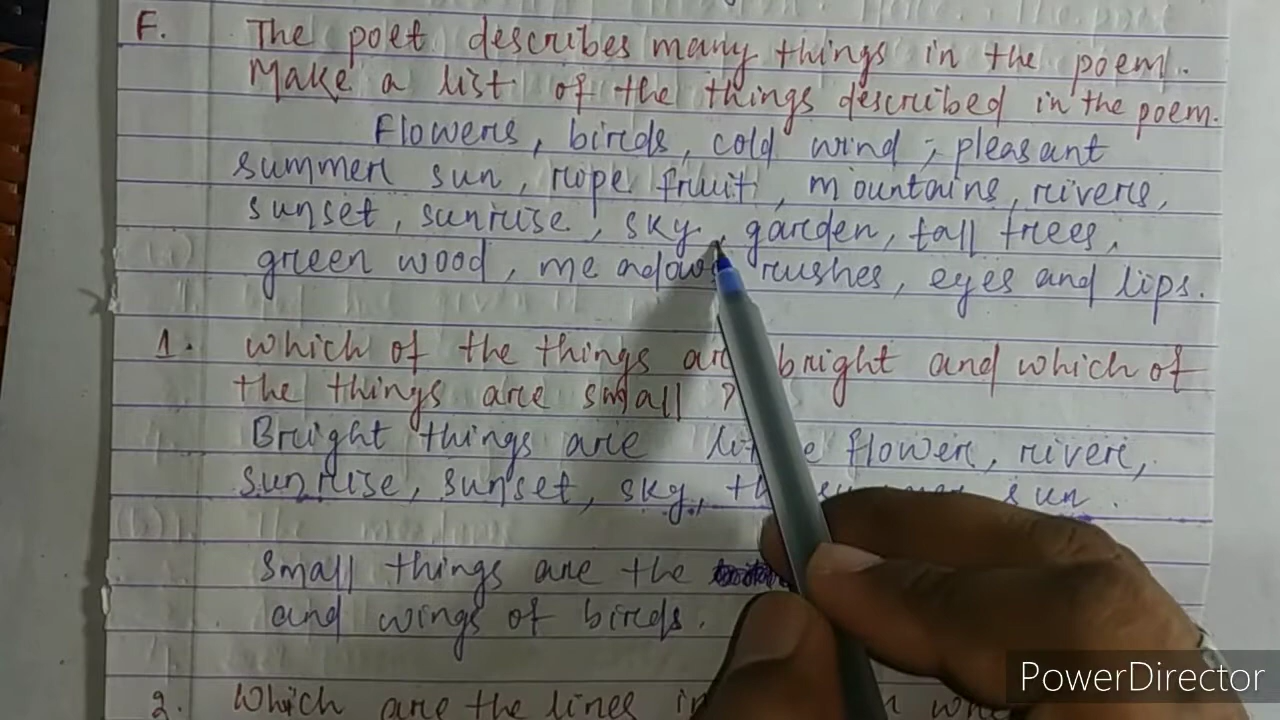 F. The poet describes many things in the poem.
Make a list of the things described in the poem.
Flowers, birds, cold wind, pleasant
summer sun, ripe fruit, mountains, rivers,
sunset, sunrise, sky, garden, tall trees,
green wood, meadows rushes, eyes and lips.
1. Which of the things are bright and which of
the things are small?
Bright things are flower, river,
sunrise, sunset, sky, sun.
Small things are the
and wings of birds.
2. Which are the lines
PowerDirector